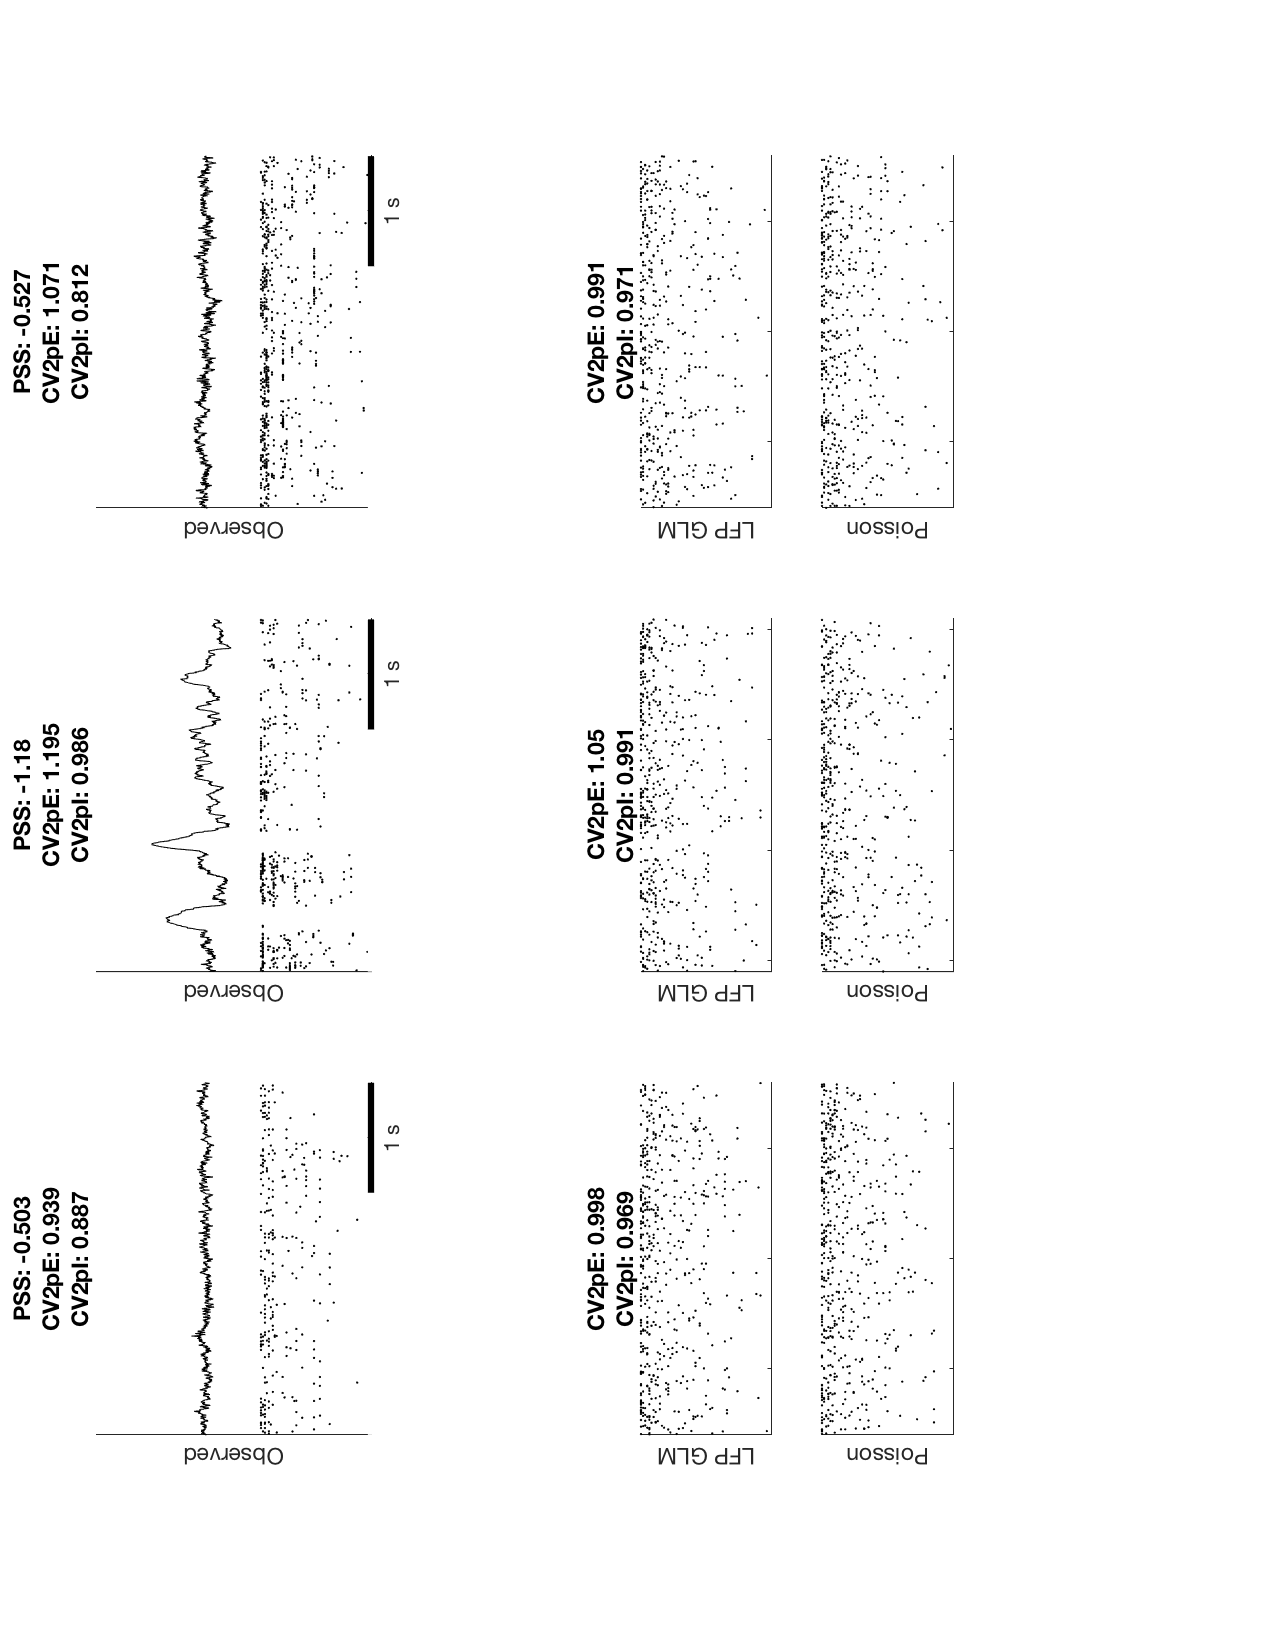 PSS: -0.503
CV2pE: 0.939
CV2pI: 0.887
Observed
1 s
CV2pE: 0.998
CV2pI: 0.969
LFP GLM
Poisson
PSS: -1.18
CV2pE: 1.195
CV2pI: 0.986
Observed
1 s
CV2pE: 1.05
CV2pI: 0.991
LFP GLM
Poisson
PSS: -0.527
CV2pE: 1.071
CV2pI: 0.812
Observed
1 s
CV2pE: 0.991
CV2pI: 0.971
LFP GLM
Poisson